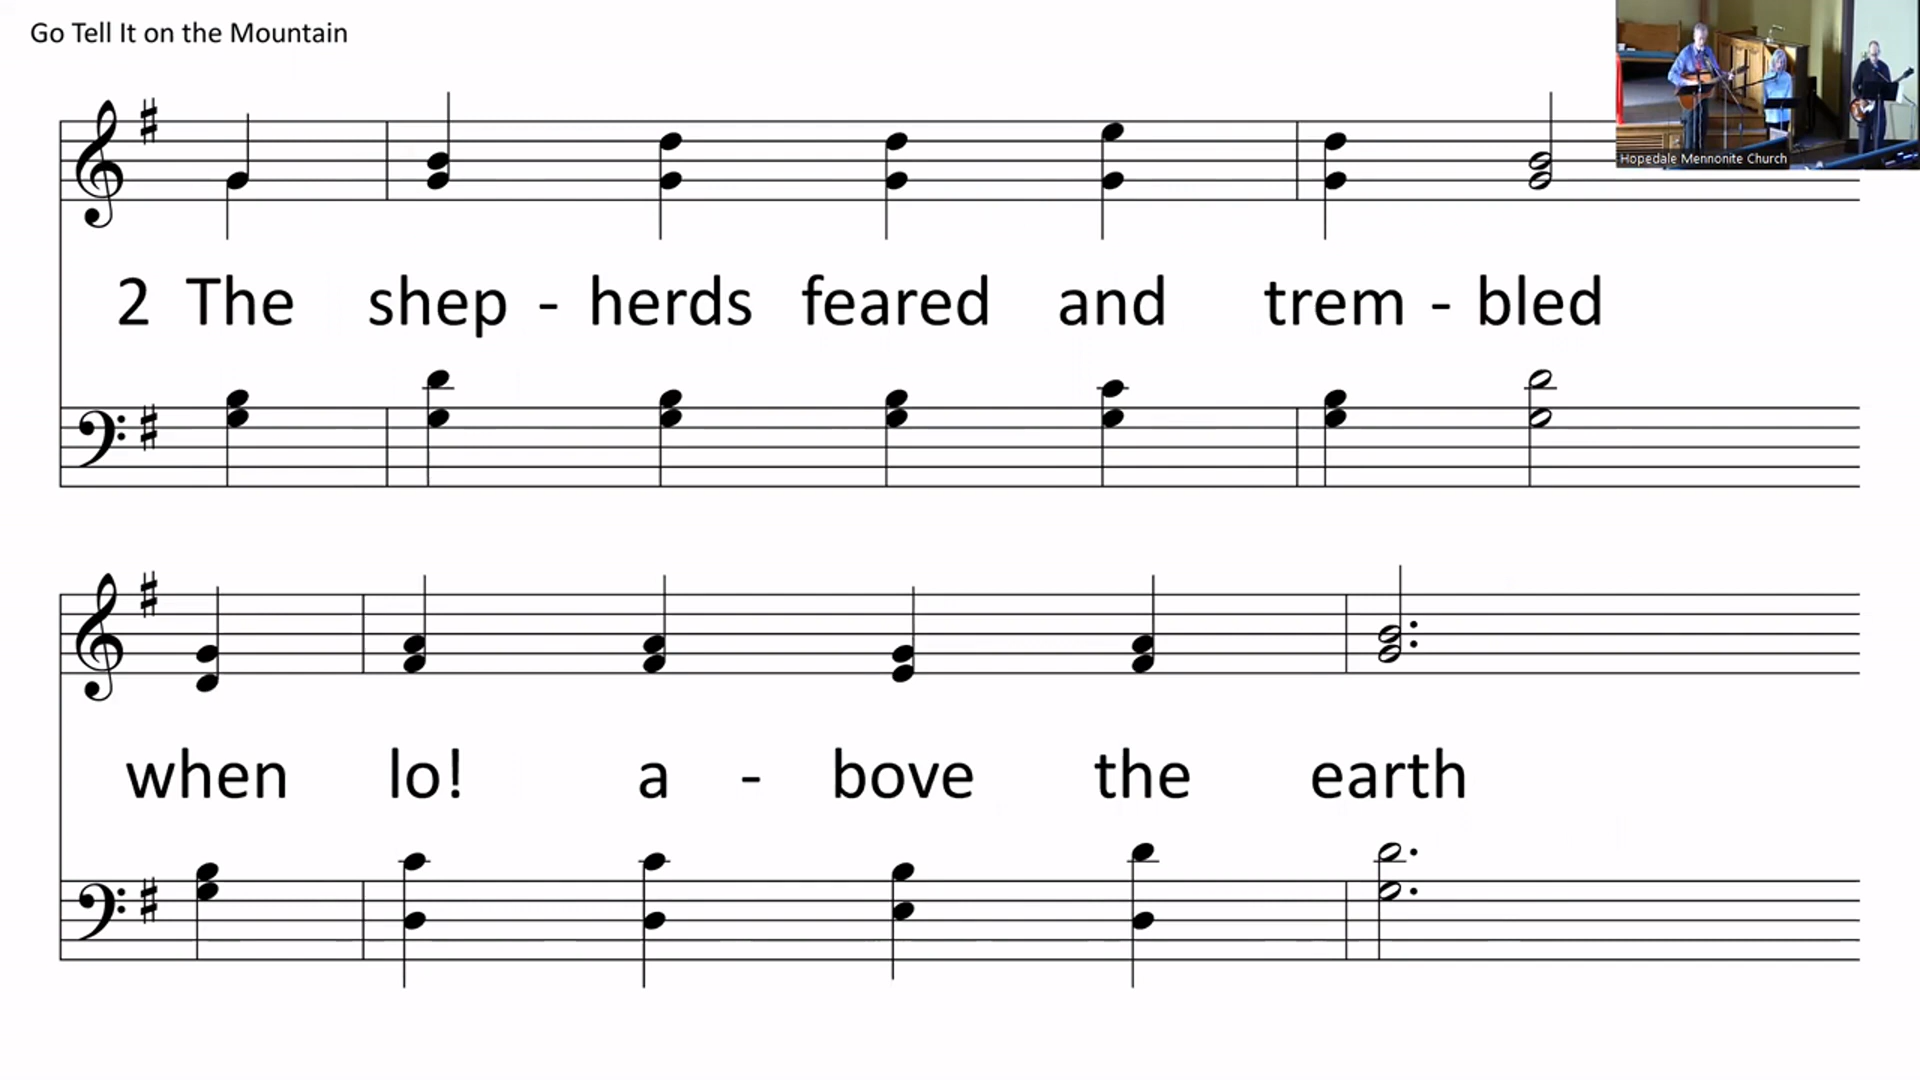 Go Tell It on the Mountain
Hopedale Mennonite Church
2 The shep - herds feared and trem - bled
when lo! a - bove the earth